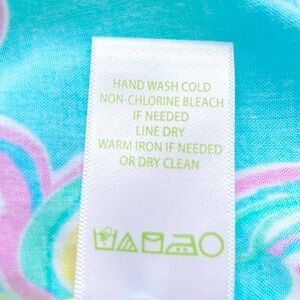 HAND WASH COLD
NON-CHLORINE BLEACH
IF NEEDED
LINE DRY
WARM IRON IF NEEDED
OR DRY CLEAN